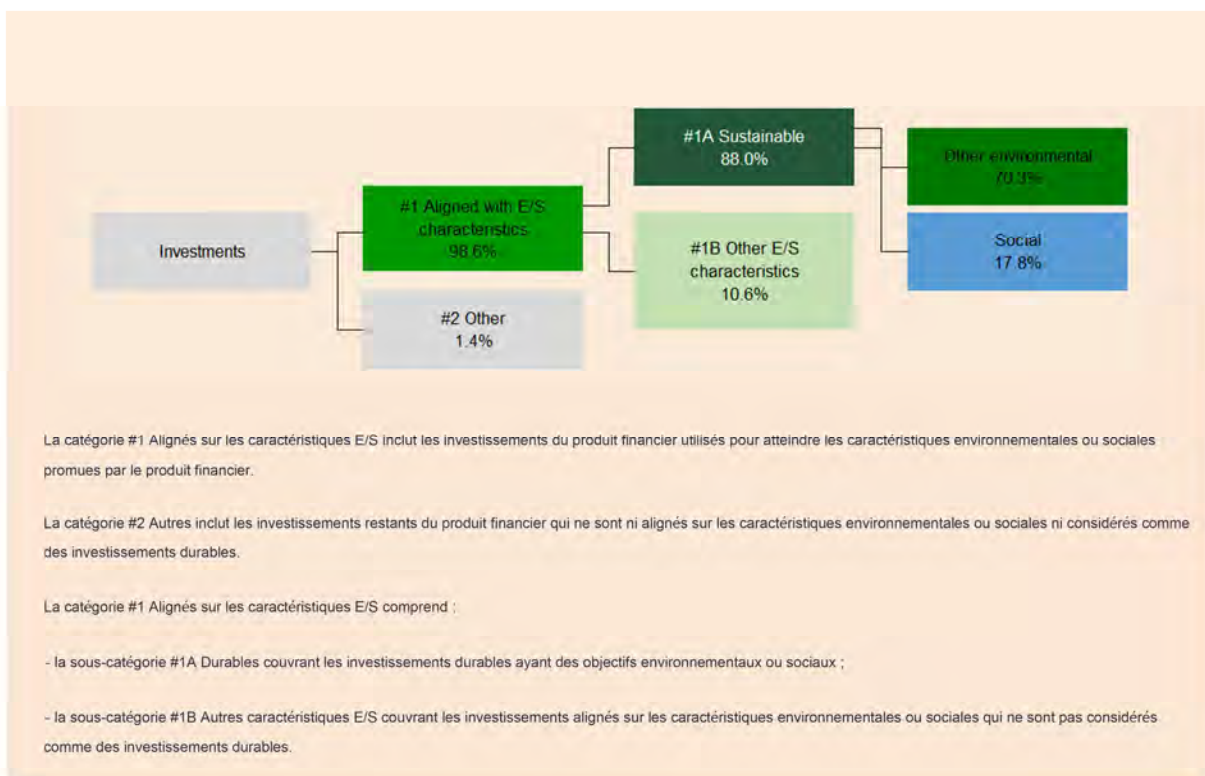 #1A Sustainable
88.0%
Other environmental
70.3%
#1 Aligned with E/S
characteristics
98.6%
Investments
#1B Other E/S
characteristics
10.6%
Social
17.8%
#2 Other
1.4%
La catégorie #1 Alignés sur les caractéristiques E/S inclut les investissements du produit financier utilisés pour atteindre les caractéristiques environnementales ou sociales
promues par le produit financier.
La catégorie #2 Autres inclut les investissements restants du produit financier qui ne sont ni alignés sur les caractéristiques environnementales ou sociales ni considérés comme
des investissements durables.
La catégorie #1 Alignés sur les caractéristiques E/S comprend :
- la sous-catégorie #1A Durables couvrant les investissements durables ayant des objectifs environnementaux ou sociaux ;
- la sous-catégorie #1B Autres caractéristiques E/S couvrant les investissements alignés sur les caractéristiques environnementales ou sociales qui ne sont pas considérés
comme des investissements durables.